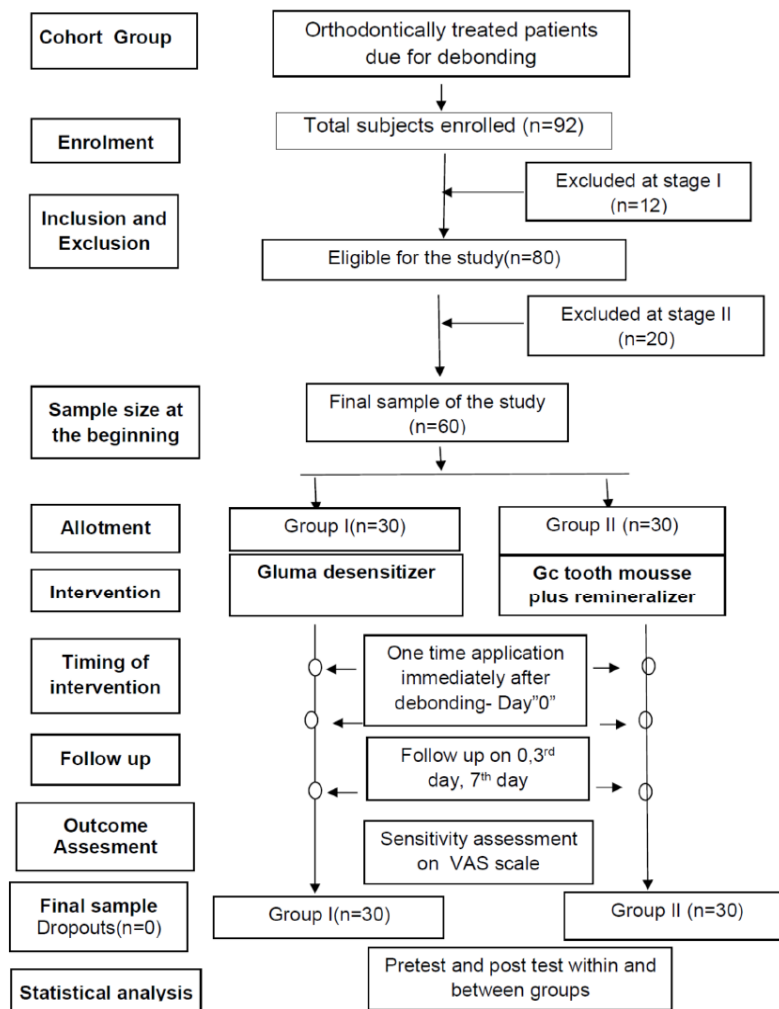 Cohort Group
Orthodontically treated patients
due for debonding
Enrolment
Total subjects enrolled (n=92)
Inclusion and
Exclusion
Excluded at stage I
(n=12)
Eligible for the study(n=80)
Excluded at stage II
(n=20)
Sample size at
the beginning
Final sample of the study
(n=60)
Allotment
Group I(n=30)
Group II (n=30)
Intervention
Gluma desensitizer
Gc tooth mousse
plus remineralizer
Timing of
intervention
One time application
immediately after
debonding- Day"0"
Follow up
Follow up on 0,3rd
day, 7th day
Outcome
Assesment
Sensitivity assessment
on VAS scale
Final sample
Dropouts(n=0)
Group I(n=30)
Group II (n=30)
Statistical analysis
Pretest and post test within and
between groups